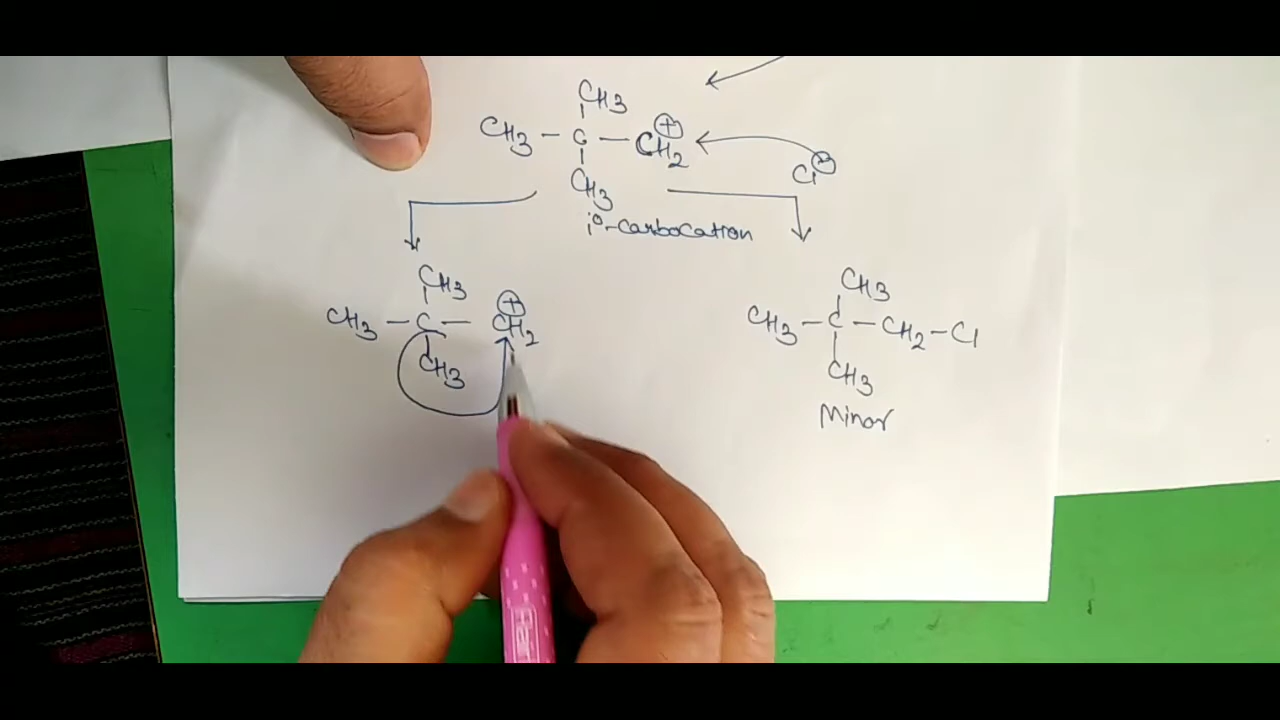 CH3
CH3 – C – CH2 ⊕
Cl⊖
CH3
1°-carbocation
CH3
CH3 – C – CH2 ⊕
CH3
CH3
CH3 – C – CH2 – Cl
CH3
Minor